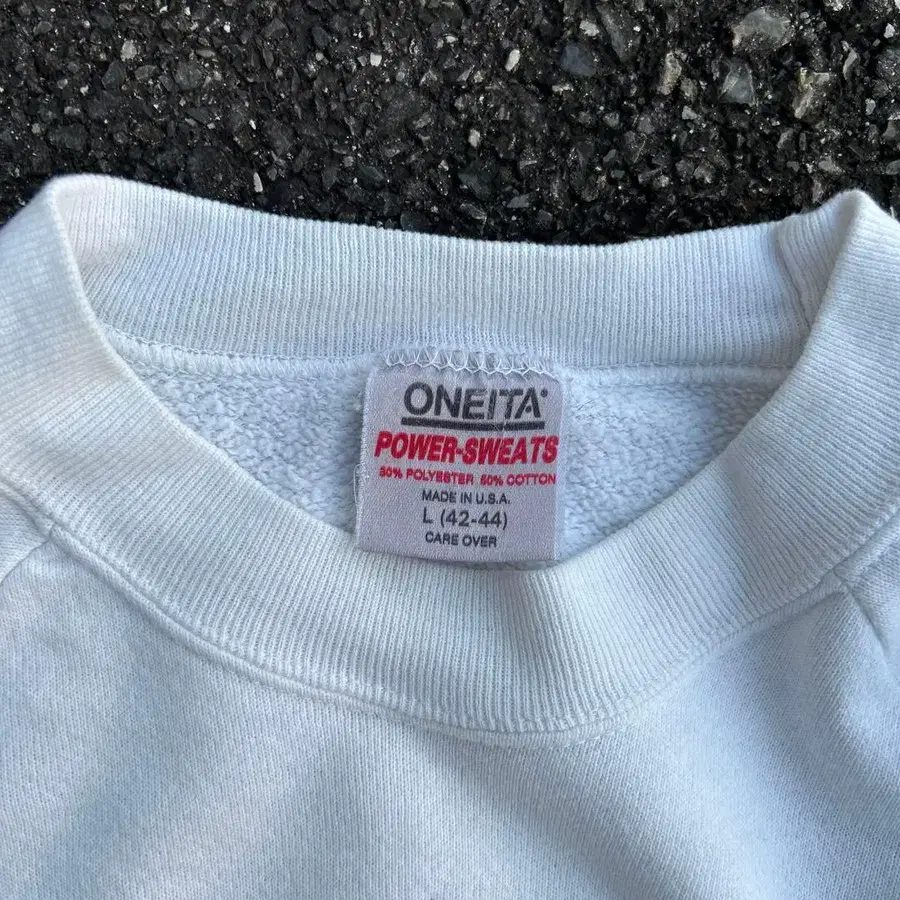 ONEITA®
POWER-SWEATS
50% POLYESTER 50% COTTON
MADE IN U.S.A.
L (42-44)
CARE OVER